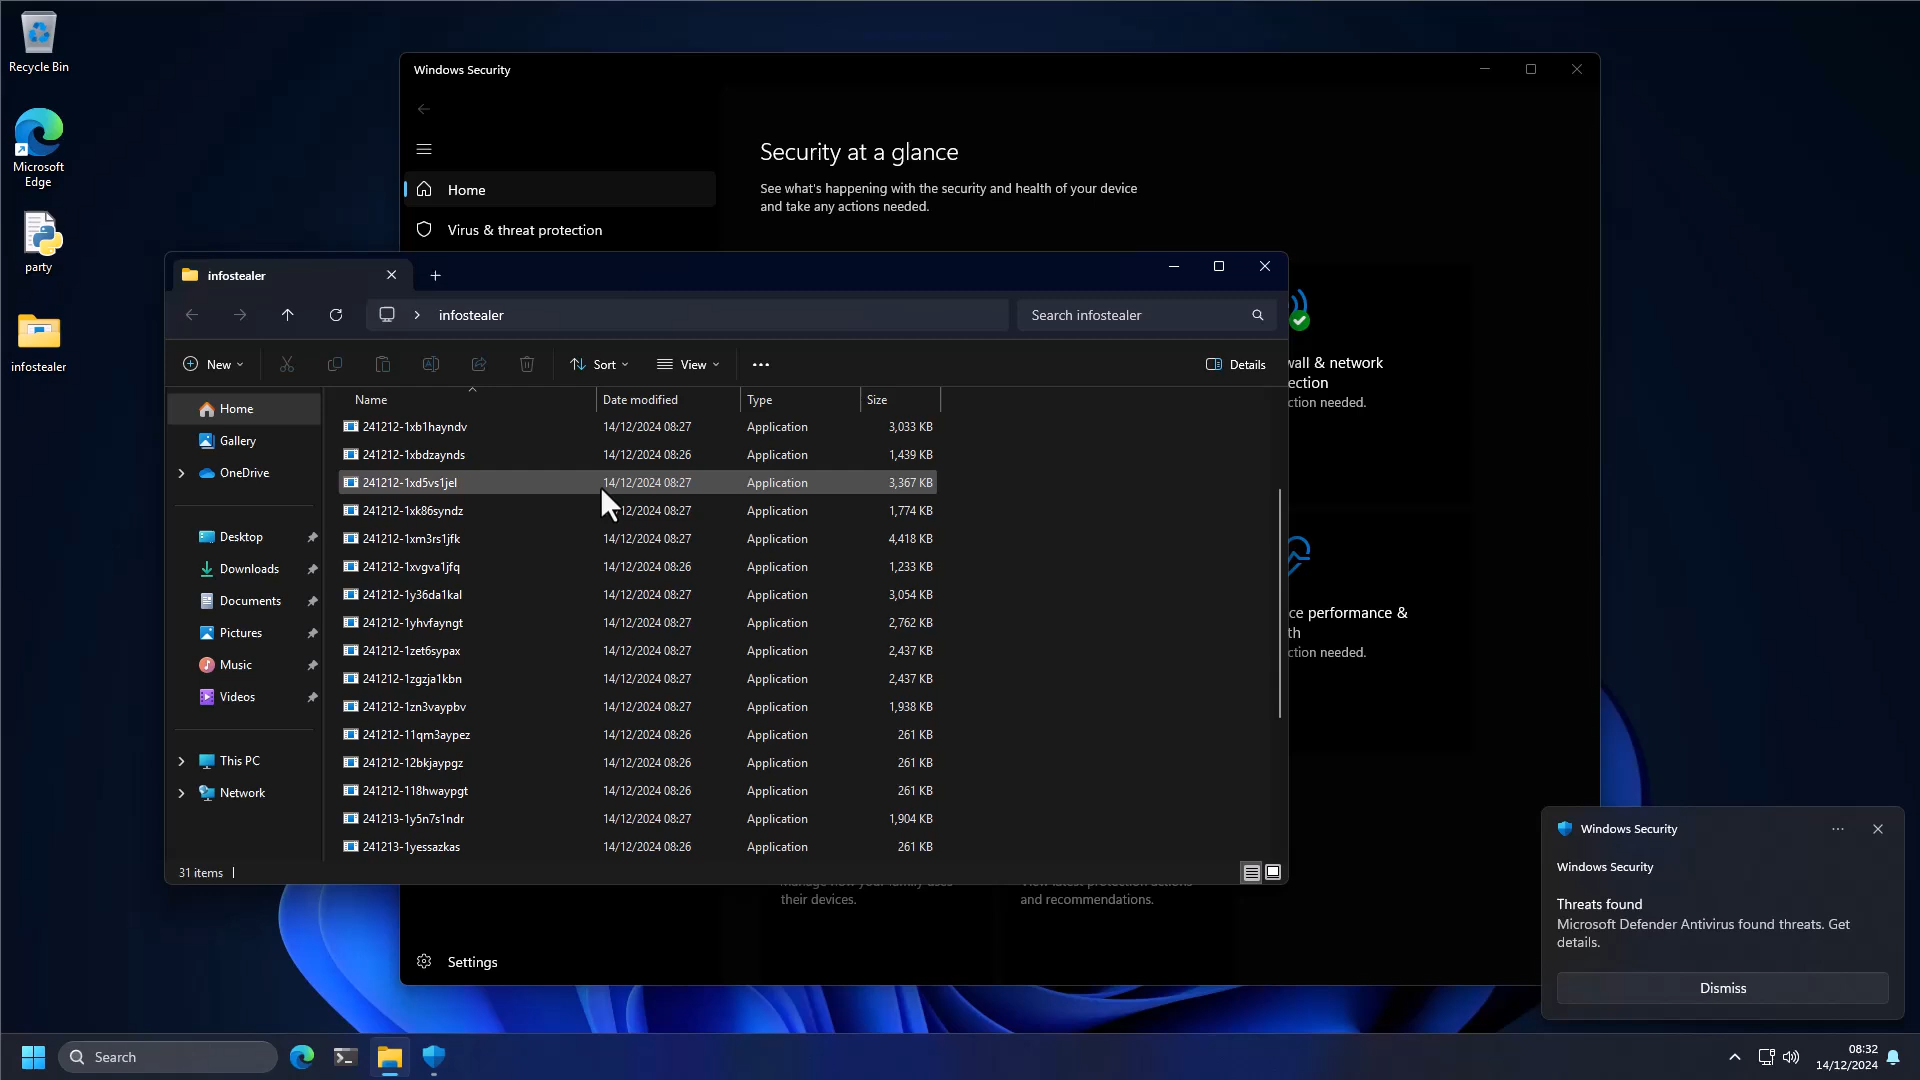 Recycle Bin
Microsoft
Edge
party
infostealer
Windows Security
Home
Virus & threat protection
Security at a glance
See what's happening with the security and health of your device
and take any actions needed.
infostealer
infostealer
Search infostealer
New
Sort
View
Details
Home
Gallery
OneDrive
Desktop
Downloads
Documents
Pictures
Music
Videos
This PC
Network
Name Date modified Type Size
241212-1xb1hayndv 14/12/2024 08:27 Application 3,033 KB
241212-1xbdzaynds 14/12/2024 08:26 Application 1,439 KB
241212-1xd5vs1jel 14/12/2024 08:27 Application 3,367 KB
241212-1xk86syndz 12/2024 08:27 Application 1,774 KB
241212-1xm3rs1jfk 14/12/2024 08:27 Application 4,418 KB
241212-1xvgva1jfq 14/12/2024 08:26 Application 1,233 KB
241212-1y36da1kal 14/12/2024 08:27 Application 3,054 KB
241212-1yhvfayngt 14/12/2024 08:27 Application 2,762 KB
241212-1zet6sypax 14/12/2024 08:27 Application 2,437 KB
241212-1zgzja1kbn 14/12/2024 08:27 Application 2,437 KB
241212-1zn3vaypbv 14/12/2024 08:27 Application 1,938 KB
241212-11qm3aypez 14/12/2024 08:26 Application 261 KB
241212-12bkjaypgz 14/12/2024 08:26 Application 261 KB
241212-118hwaypgt 14/12/2024 08:26 Application 261 KB
241213-1y5n7s1ndr 14/12/2024 08:27 Application 1,904 KB
241213-1yessazkas 14/12/2024 08:26 Application 261 KB
31 items
wall & network
ection
ction needed.
ce performance &
th
ction needed.
their devices.
and recommendations.
Settings
Windows Security
Windows Security
Threats found
Microsoft Defender Antivirus found threats. Get
details.
Dismiss
Search
08:32
14/12/2024